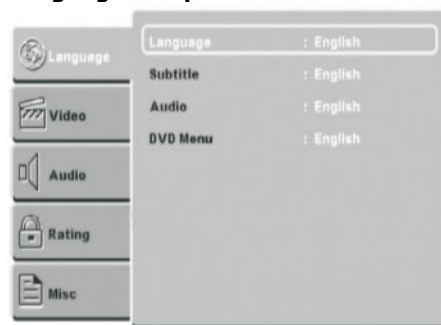 Language
Video
Audio
Rating
Misc
Language : English
Subtitle : English
Audio : English
DVD Menu : English